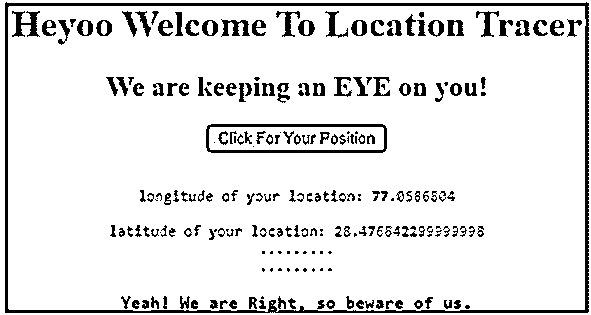 Heyoo Welcome To Location Tracer
We are keeping an EYE on you!
Click For Your Position
longitude of your location: 77.0586504
latitude of your location: 28.476842299999998
.........
.........
Yeah! We are Right, so beware of us.